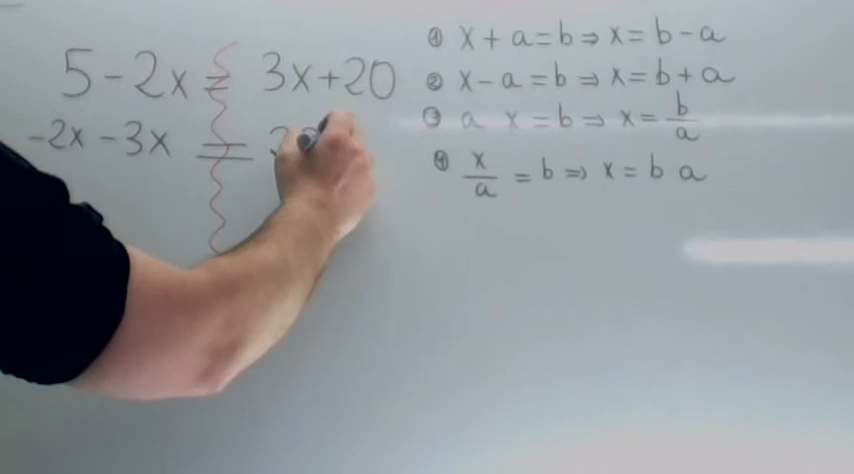 5 - 2x = 3x + 20
-2x - 3x =
① x + a = b ⇒ x = b - a
② x - a = b ⇒ x = b + a
③ a x = b ⇒ x = b/a
④ x/a = b ⇒ x = b a